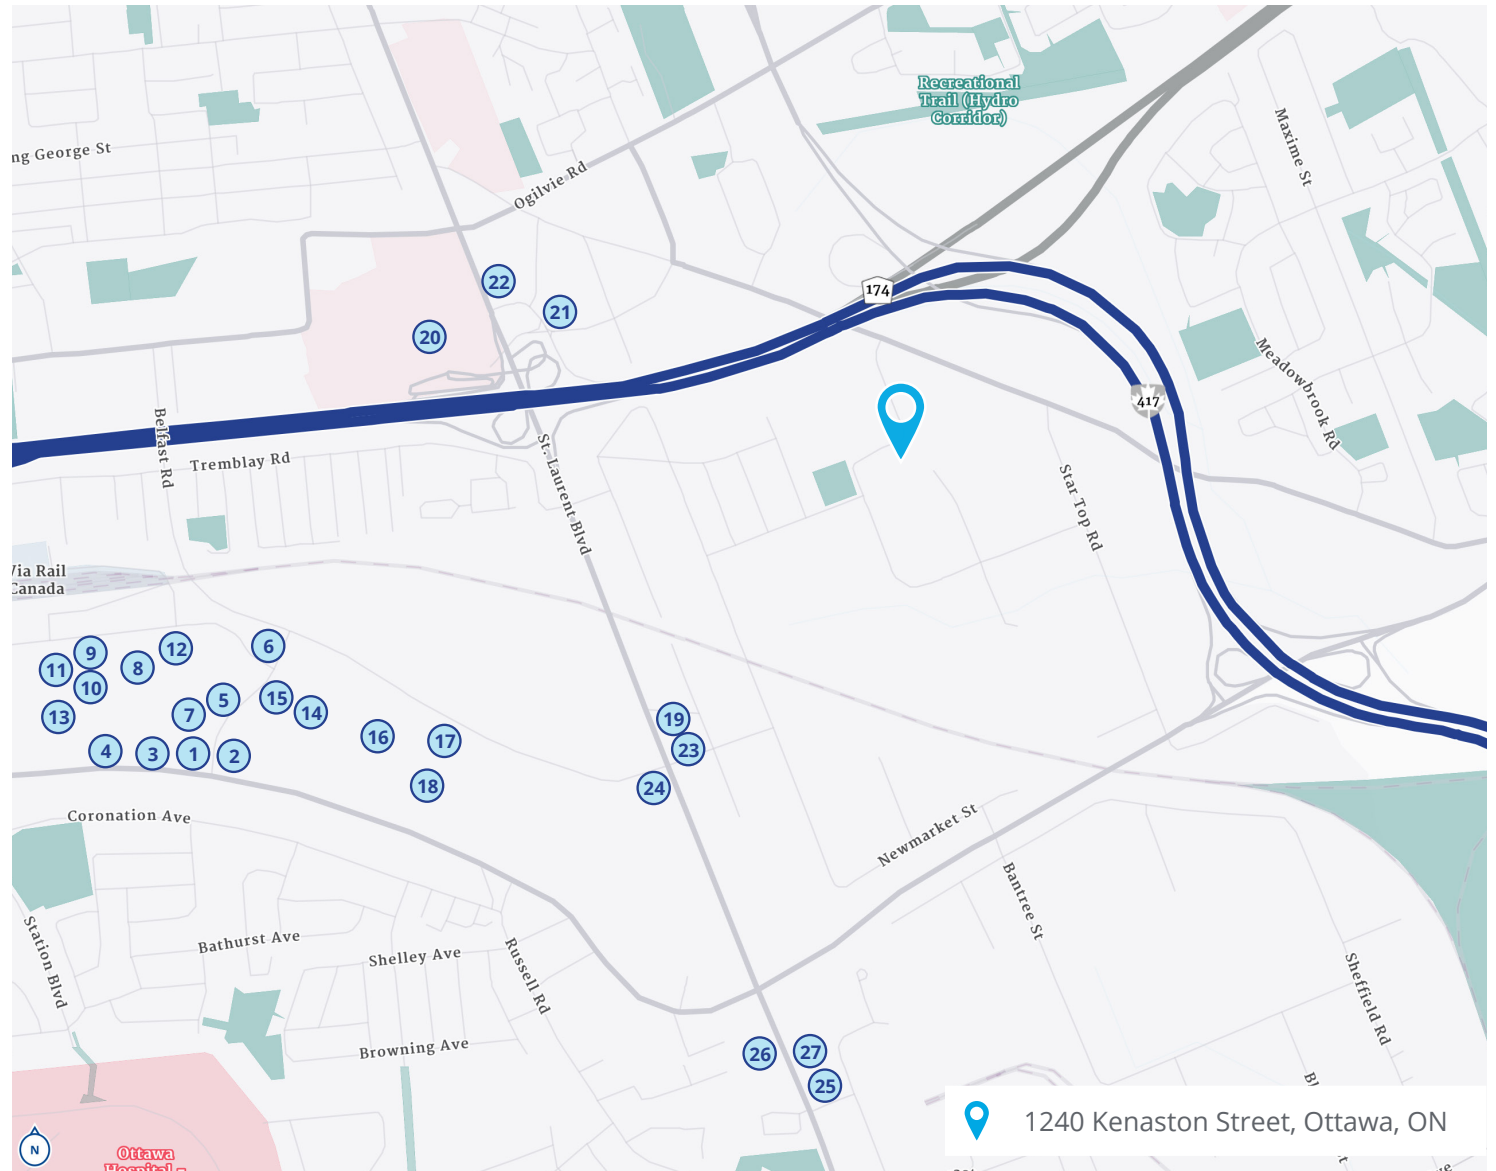 Recreational
Trail (Hydro
Corridor)
Maxime St
ng George St
Ogilvie Rd
22
174
21
20
Meadowbrook Rd
417
Belfast Rd
Tremblay Rd
St. Laurent Blvd
Star Top Rd
Via Rail
Canada
9
12
6
11
8
10
5
15
7
14
13
19
16
17
23
4
3
1
2
18
24
Coronation Ave
Newmarket St
Bantree St
Station Blvd
Bathurst Ave
Shelley Ave
Russell Rd
Sheffield Rd
Browning Ave
26
27
25
1240 Kenaston Street, Ottawa, ON
N
Ottawa
Hospital -